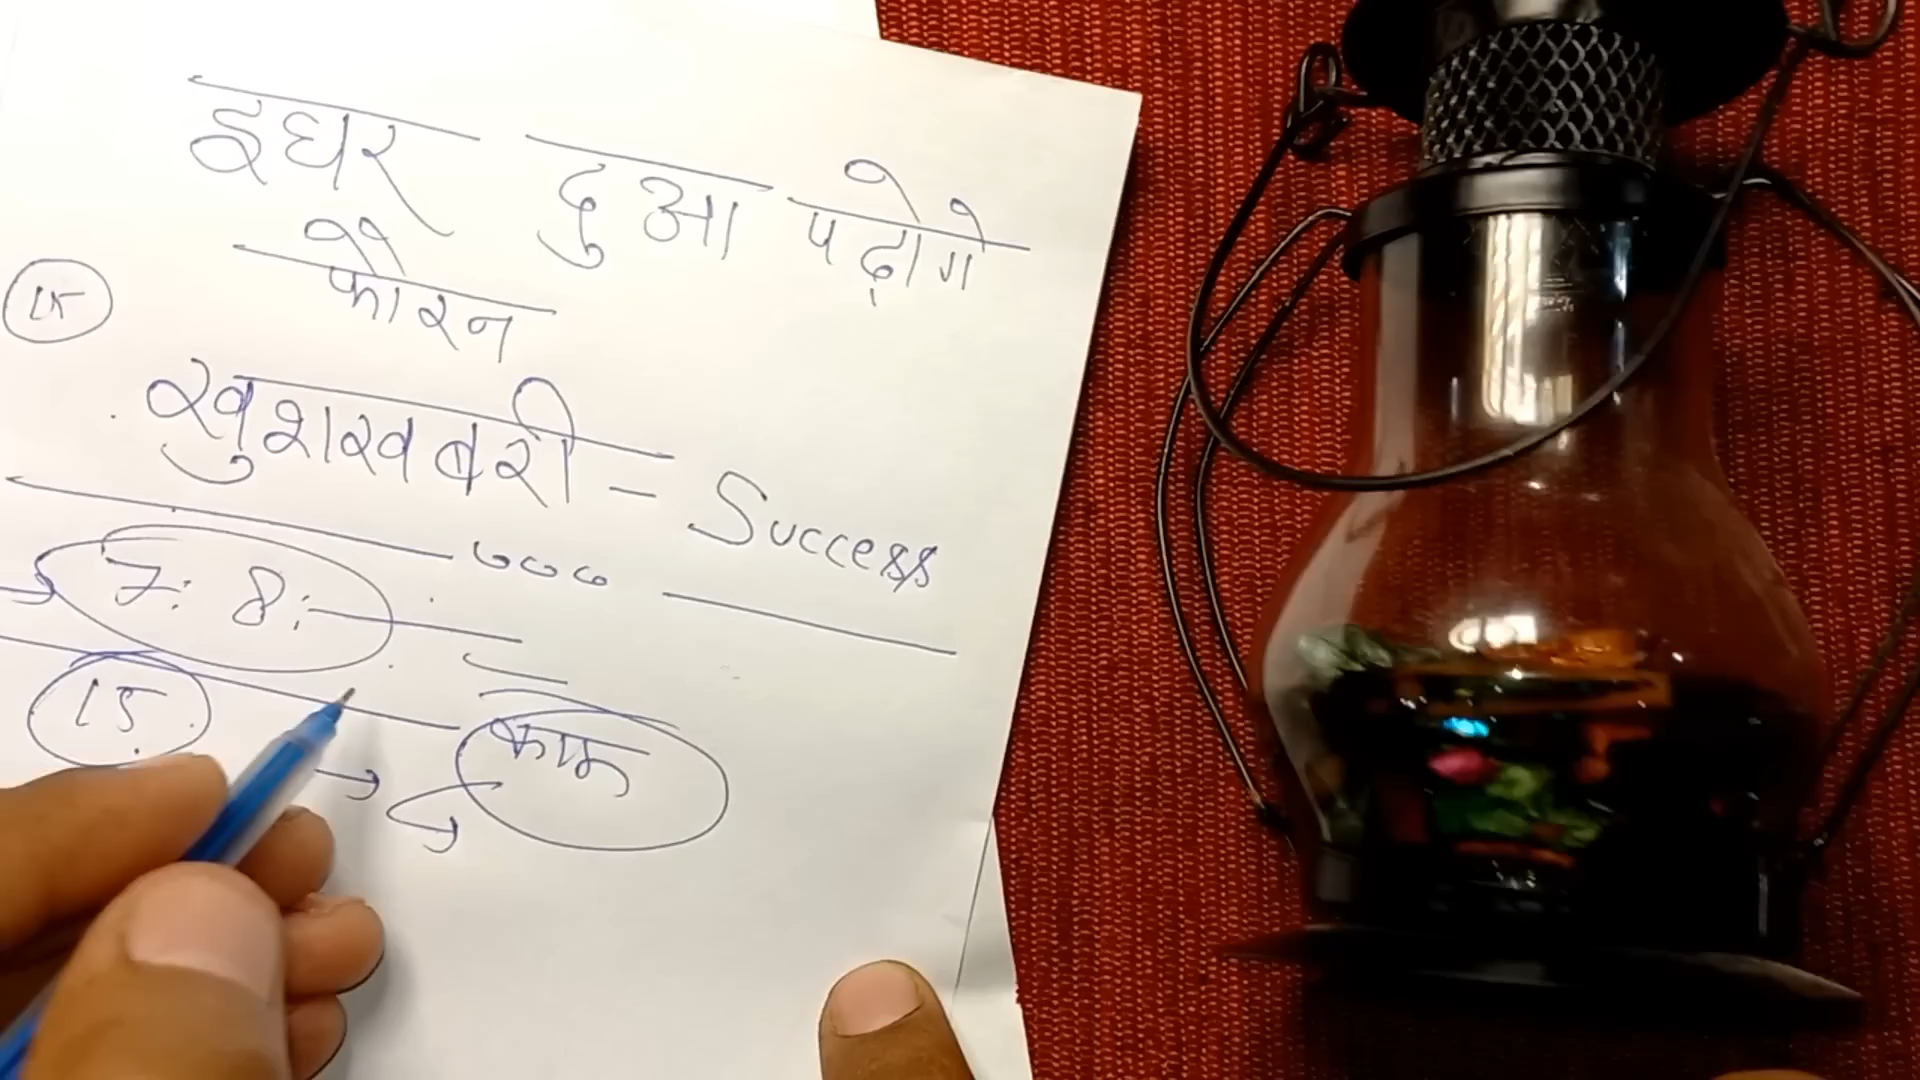 इधर दुआ पढ़ोगे
फौरन
15
खुशखबरी = Success
7: 8:
15
काम